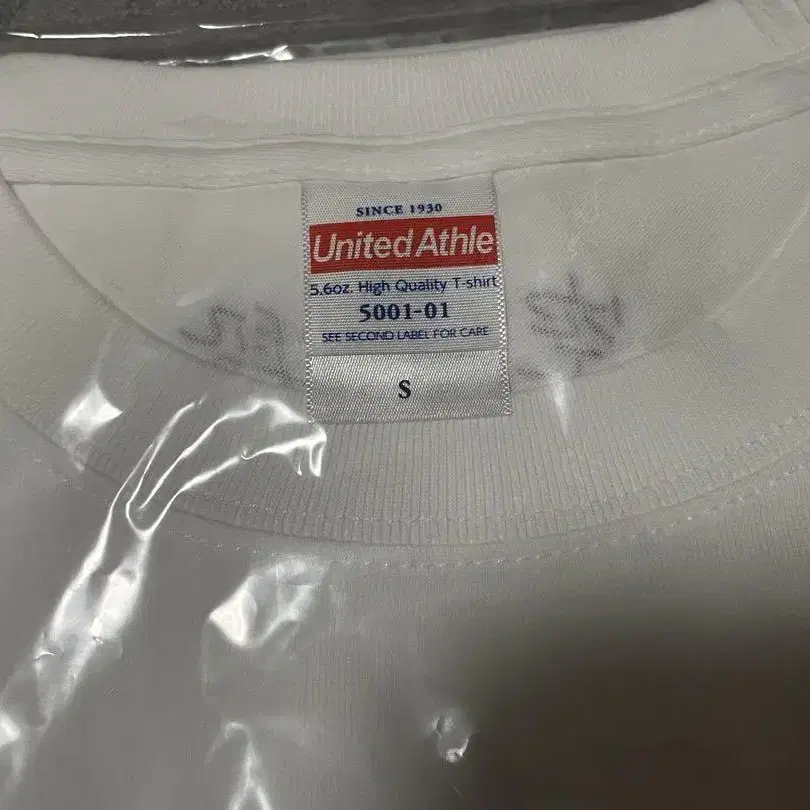 SINCE 1930
United Athle
5.6oz. High Quality T-shirt
5001-01
SEE SECOND LABEL FOR CARE
S